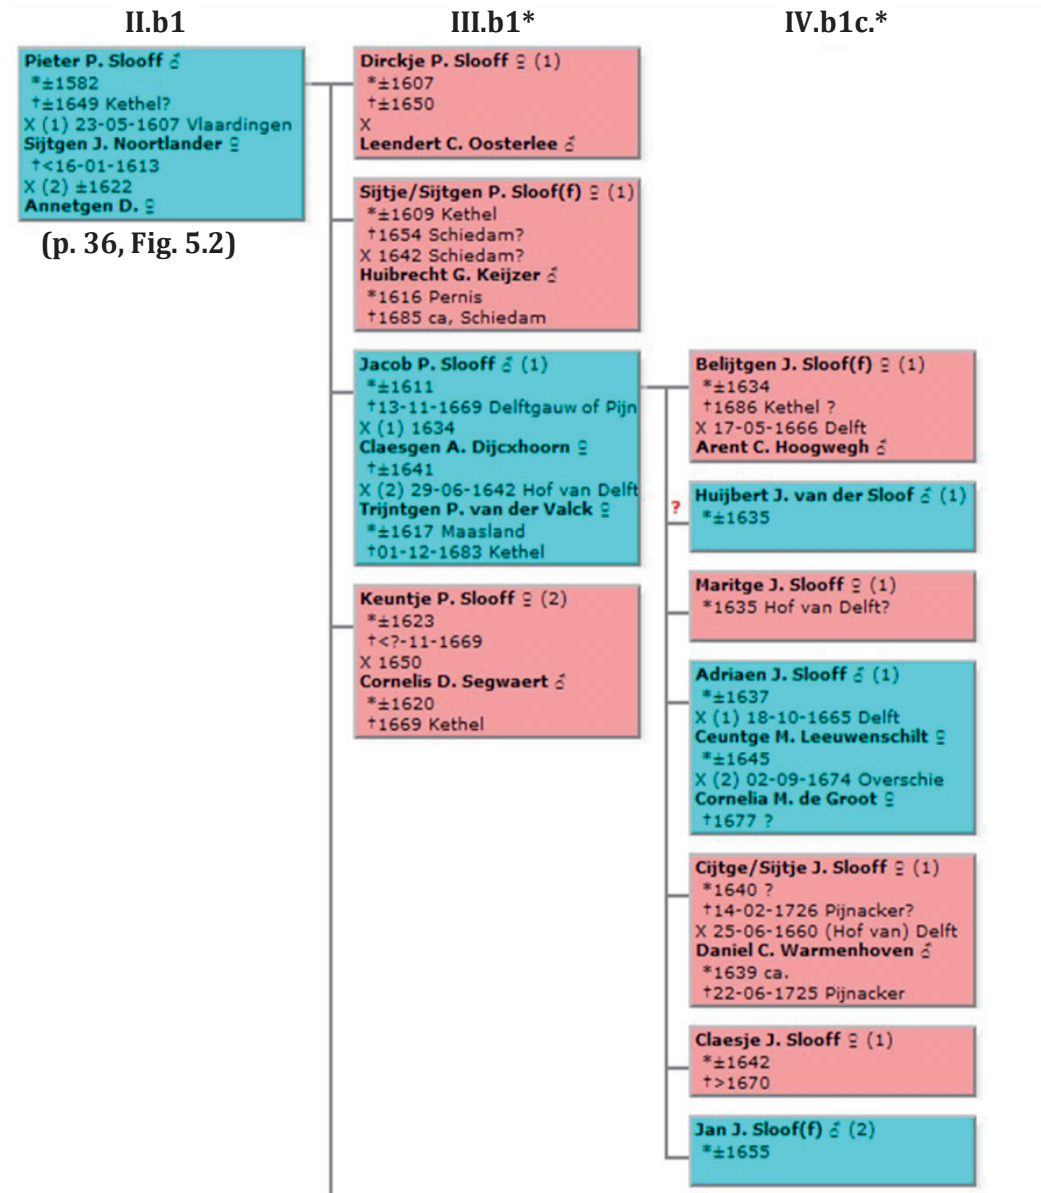 II.b1
III.b1*
IV.b1c.*
Pieter P. Slooff ♂
*±1582
†±1649 Kethel?
X (1) 23-05-1607 Vlaardingen
Sijtgen J. Noortlander ♀
†<16-01-1613
X (2) ±1622
Annetgen D. ♀
(p. 36, Fig. 5.2)
Dirckje P. Slooff ♀ (1)
*±1607
†±1650
X
Leendert C. Oosterlee ♂
Sijtje/Sijtgen P. Sloof(f) ♀ (1)
*±1609 Kethel
†1654 Schiedam?
X 1642 Schiedam?
Huibrecht G. Keijzer ♂
*1616 Pernis
†1685 ca, Schiedam
Jacob P. Slooff ♂ (1)
*±1611
†13-11-1669 Delftgauw of Pijn
X (1) 1634
Claesgen A. Dijcxhoorn ♀
†±1641
X (2) 29-06-1642 Hof van Delft
Trijntgen P. van der Valck ♀
*±1617 Maasland
†01-12-1683 Kethel
Keuntje P. Slooff ♀ (2)
*±1623
†<?-11-1669
X 1650
Cornelis D. Segwaert ♂
*±1620
†1669 Kethel
Belijtgen J. Sloof(f) ♀ (1)
*±1634
†1686 Kethel ?
X 17-05-1666 Delft
Arent C. Hoogwegh ♂
?
Huijbert J. van der Sloof ♂ (1)
*±1635
Maritge J. Slooff ♀ (1)
*1635 Hof van Delft?
Adriaen J. Slooff ♂ (1)
*±1637
X (1) 18-10-1665 Delft
Ceuntge M. Leeuwenschilt ♀
*±1645
X (2) 02-09-1674 Overschie
Cornelia M. de Groot ♀
†1677 ?
Cijtge/Sijtje J. Slooff ♀ (1)
*1640 ?
†14-02-1726 Pijnacker?
X 25-06-1660 (Hof van) Delft
Daniel C. Warmenhoven ♂
*1639 ca.
†22-06-1725 Pijnacker
Claesje J. Slooff ♀ (1)
*±1642
†>1670
Jan J. Sloof(f) ♂ (2)
*±1655